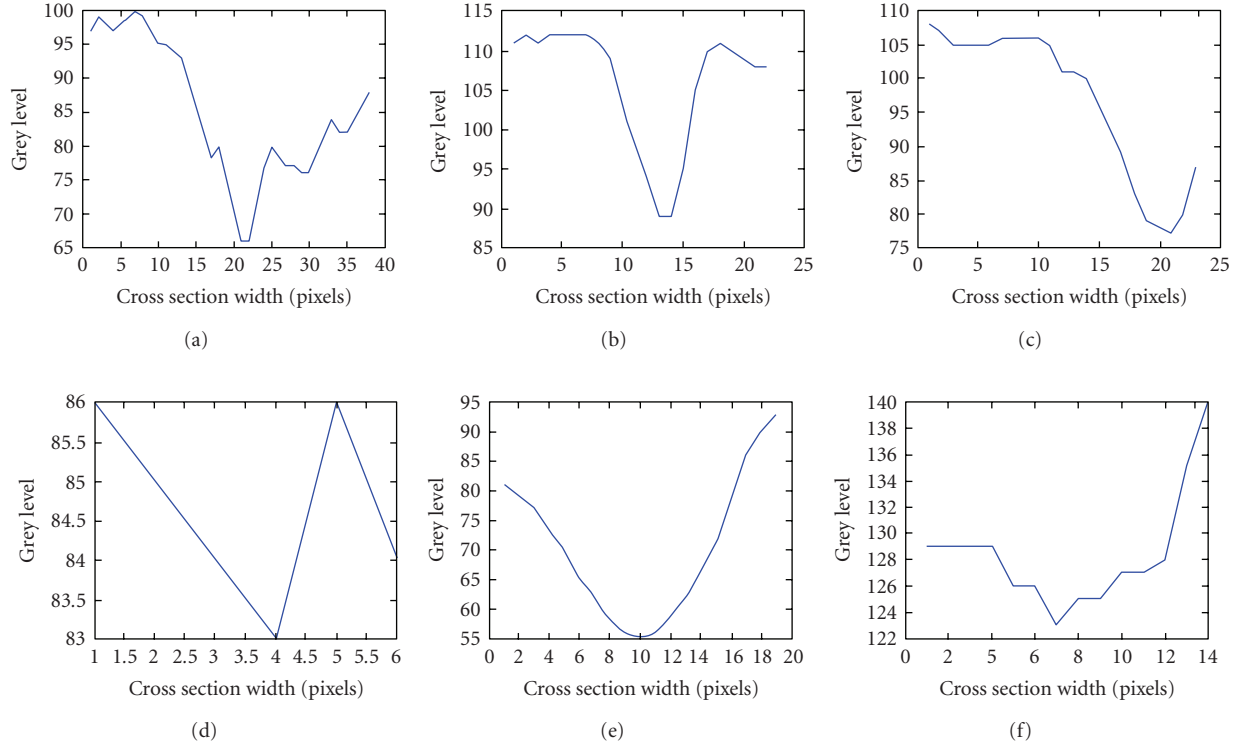 100
95
90
85
80
75
70
65
Grey level
0 5 10 15 20 25 30 35 40
Cross section width (pixels)
(a)
115
110
105
100
95
90
85
Grey level
0 5 10 15 20 25
Cross section width (pixels)
(b)
110
105
100
95
90
85
80
75
Grey level
0 5 10 15 20 25
Cross section width (pixels)
(c)
86
85.5
85
84.5
84
83.5
83
Grey level
1 1.5 2 2.5 3 3.5 4 4.5 5 5.5 6
Cross section width (pixels)
(d)
95
90
85
80
75
70
65
60
55
Grey level
0 2 4 6 8 10 12 14 16 18 20
Cross section width (pixels)
(e)
140
138
136
134
132
130
128
126
124
122
Grey level
0 2 5 6 8 10 12 14
Cross section width (pixels)
(f)